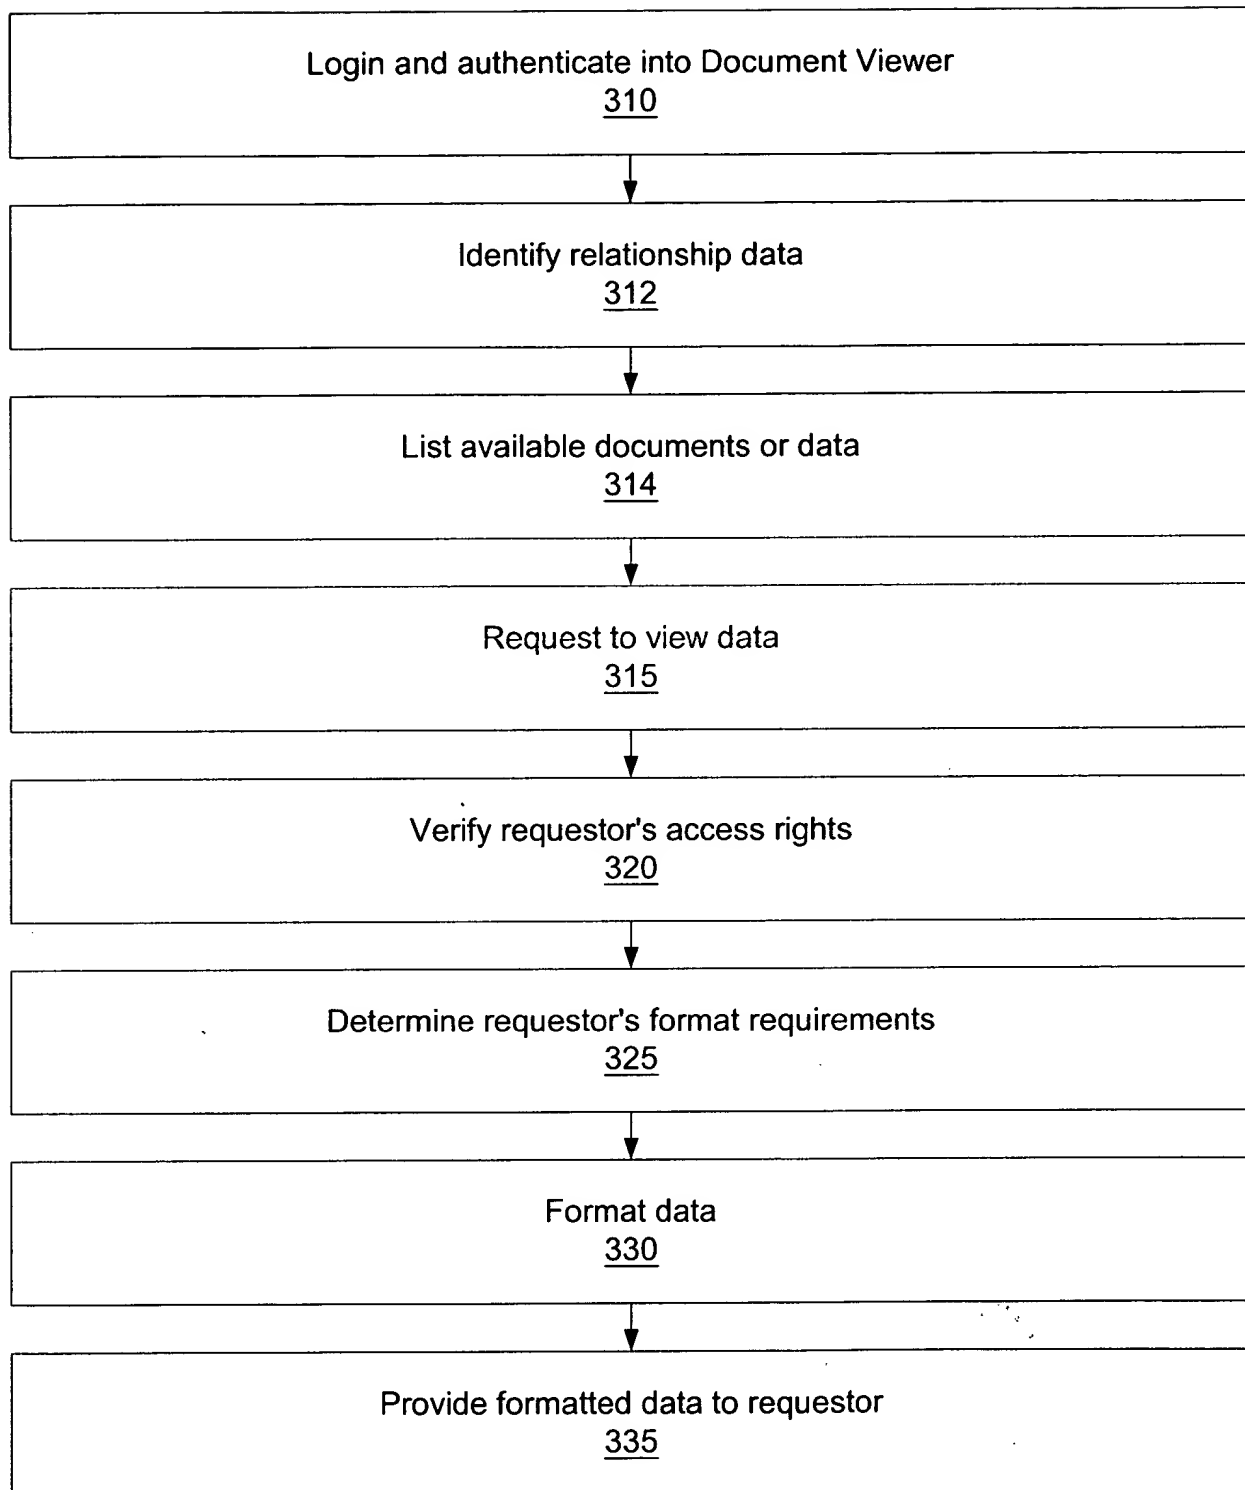 Login and authenticate into Document Viewer
310
Identify relationship data
312
List available documents or data
314
Request to view data
315
Verify requestor's access rights
320
Determine requestor's format requirements
325
Format data
330
Provide formatted data to requestor
335